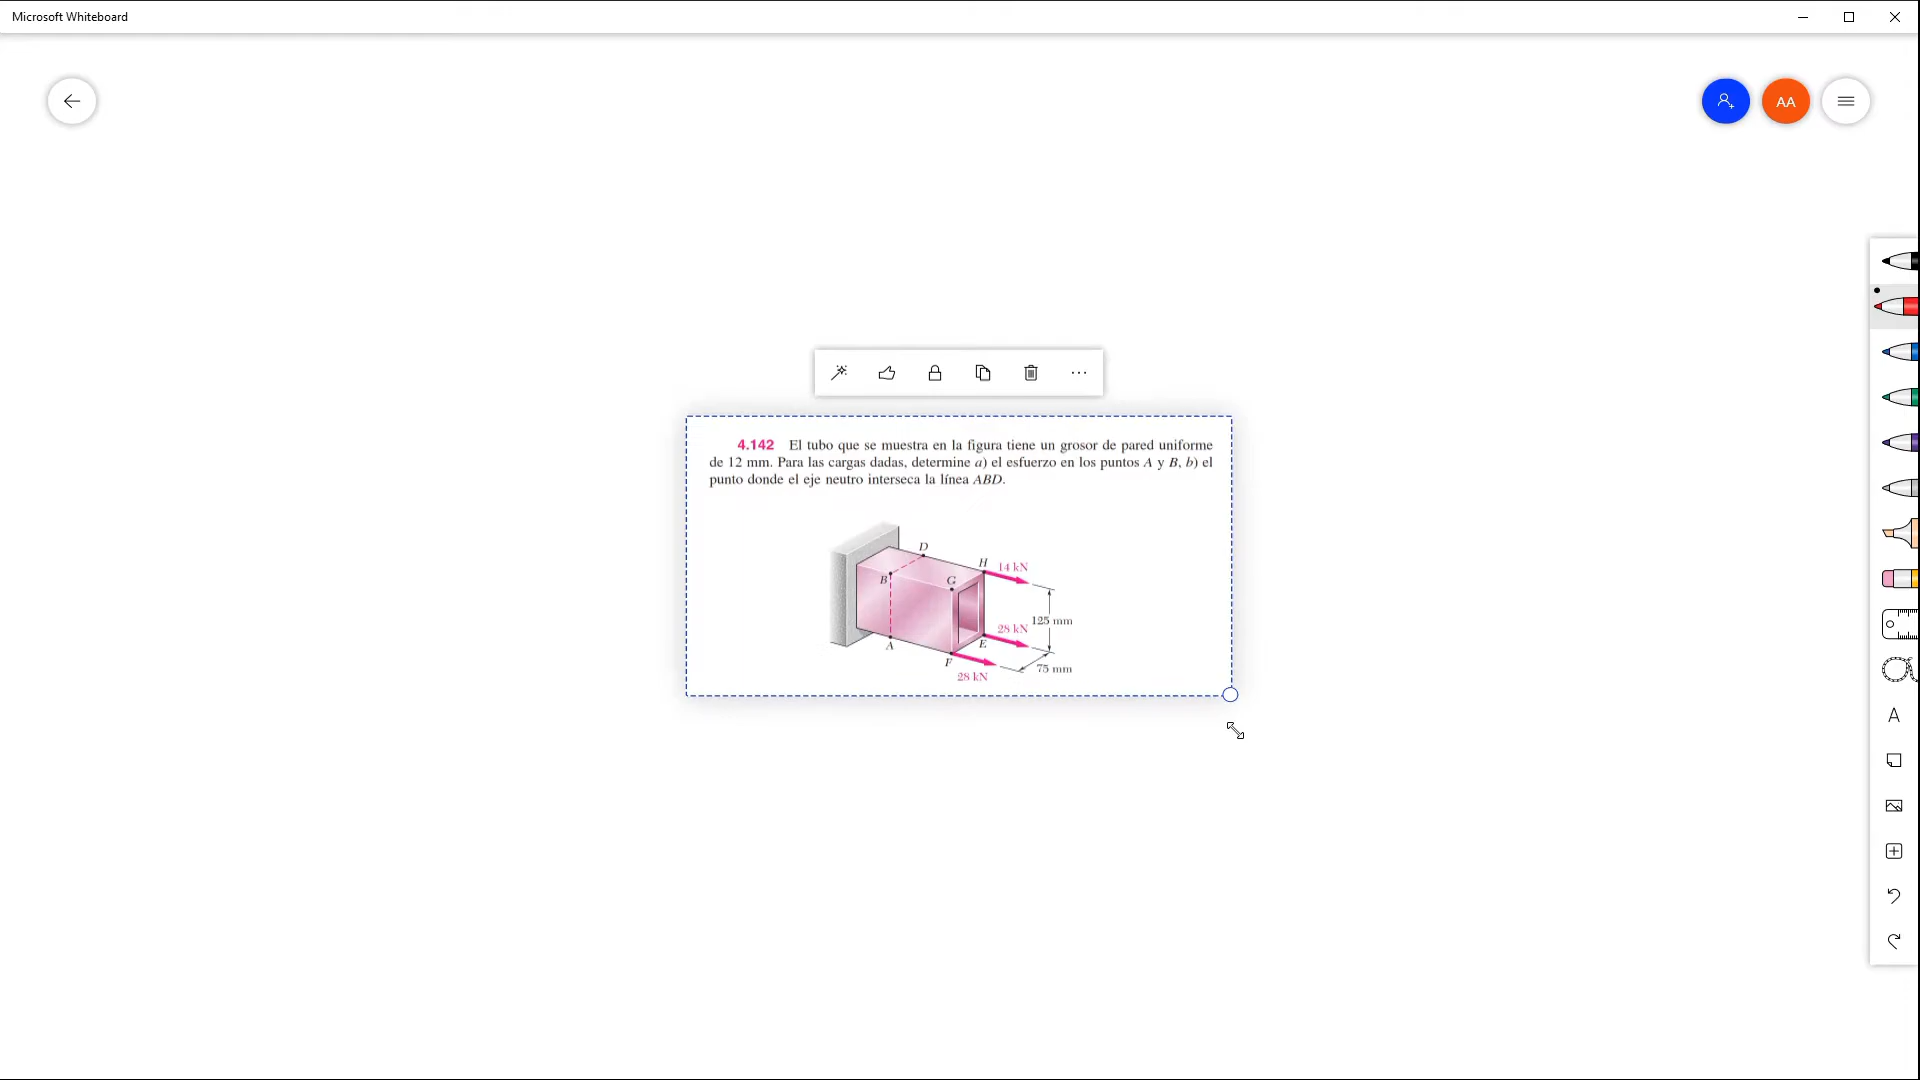 Microsoft Whiteboard
AA
4.142 El tubo que se muestra en la figura tiene un grosor de pared uniforme
de 12 mm. Para las cargas dadas, determine a) el esfuerzo en los puntos A y B, b) el
punto donde el eje neutro interseca la línea ABD.
D
H 14 kN
B G
125 mm
28 kN
A E
F 75 mm
28 kN
A